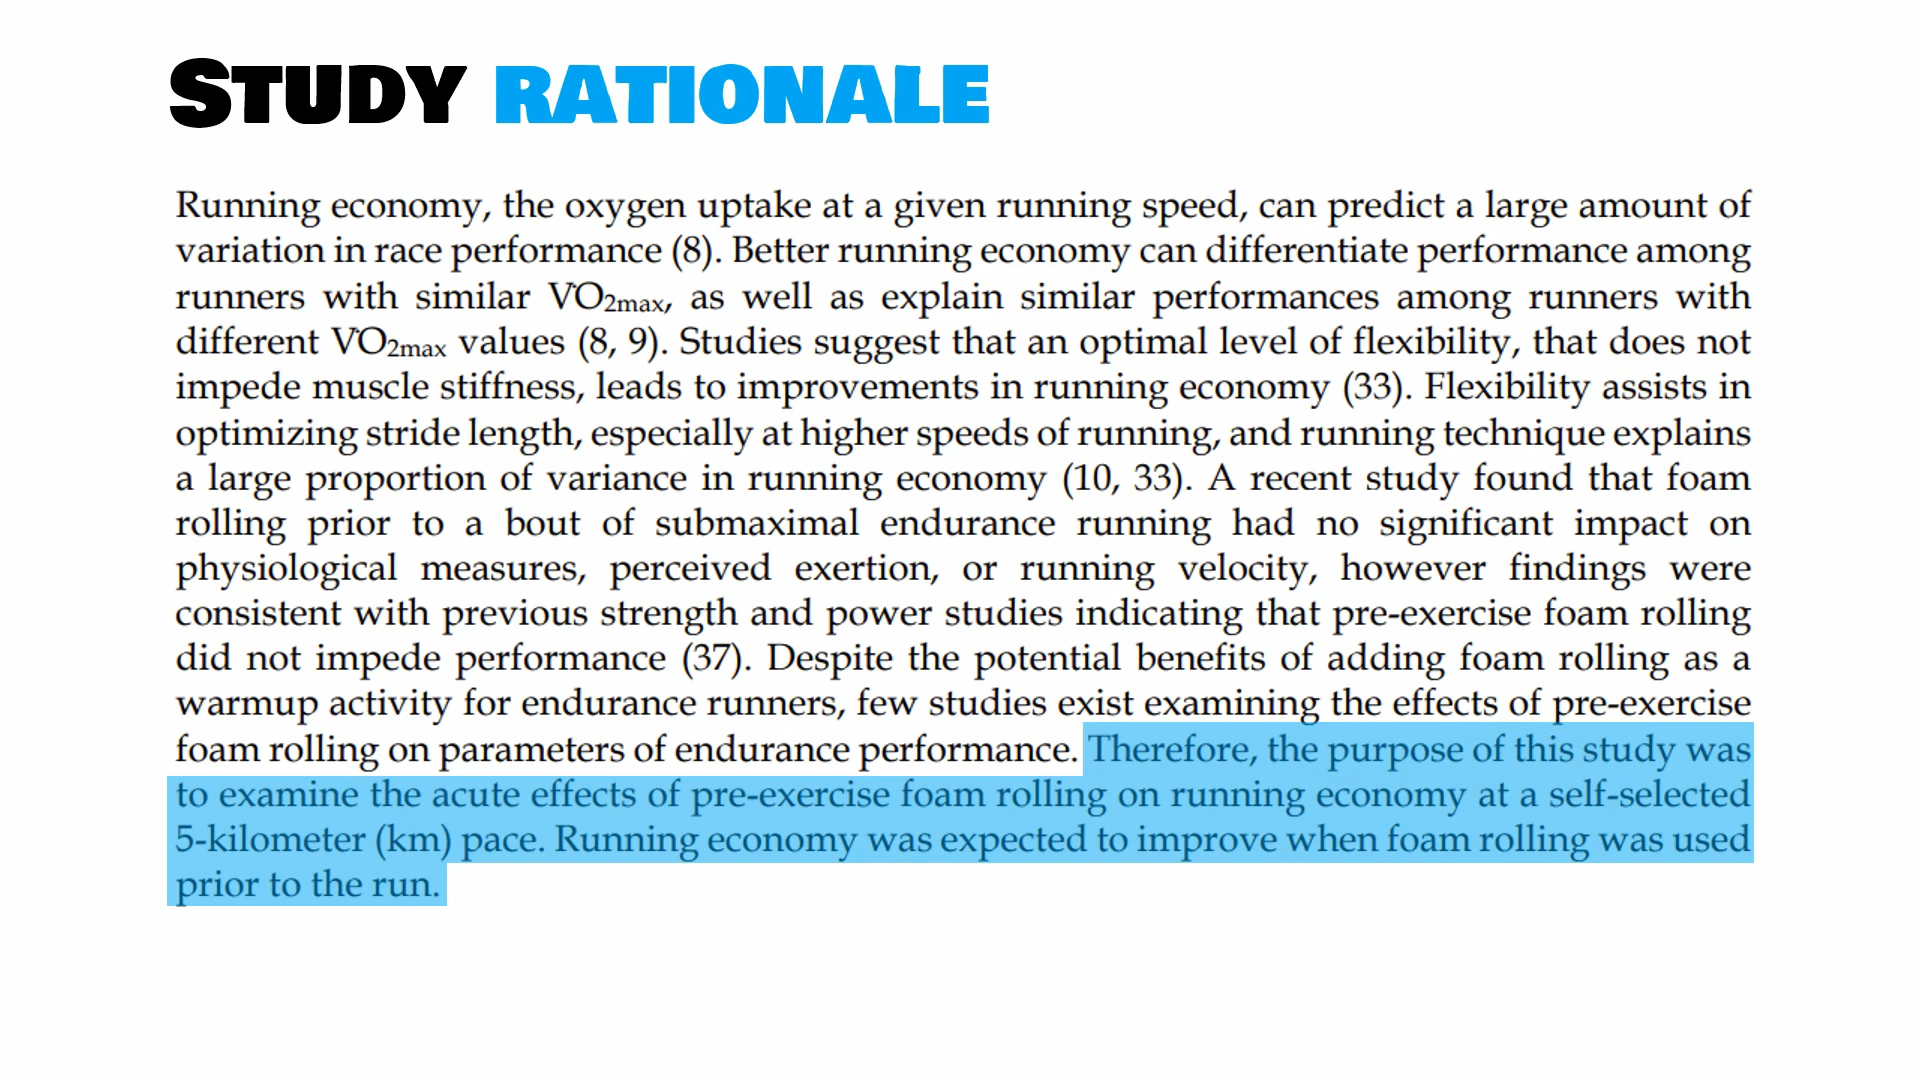 STUDY RATIONALE
Running economy, the oxygen uptake at a given running speed, can predict a large amount of
variation in race performance (8). Better running economy can differentiate performance among
runners with similar V̇O2max, as well as explain similar performances among runners with
different V̇O2max values (8, 9). Studies suggest that an optimal level of flexibility, that does not
impede muscle stiffness, leads to improvements in running economy (33). Flexibility assists in
optimizing stride length, especially at higher speeds of running, and running technique explains
a large proportion of variance in running economy (10, 33). A recent study found that foam
rolling prior to a bout of submaximal endurance running had no significant impact on
physiological measures, perceived exertion, or running velocity, however findings were
consistent with previous strength and power studies indicating that pre-exercise foam rolling
did not impede performance (37). Despite the potential benefits of adding foam rolling as a
warmup activity for endurance runners, few studies exist examining the effects of pre-exercise
foam rolling on parameters of endurance performance. Therefore, the purpose of this study was
to examine the acute effects of pre-exercise foam rolling on running economy at a self-selected
5-kilometer (km) pace. Running economy was expected to improve when foam rolling was used
prior to the run.